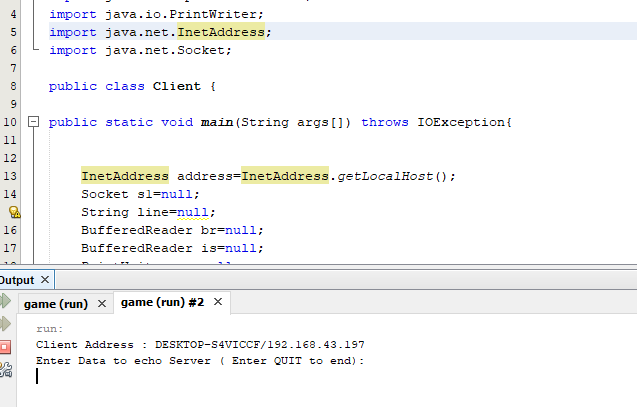 4 import java.io.PrintWriter;
5 import java.net.InetAddress;
6 import java.net.Socket;
7
8 public class Client {
9
10 public static void main(String args[]) throws IOException{
11
12
13 InetAddress address=InetAddress.getLocalHost();
14 Socket s1=null;
String line=null;
16 BufferedReader br=null;
17 BufferedReader is=null;
Output ×
game (run) × game (run) #2 ×
run:
Client Address : DESKTOP-S4VICCF/192.168.43.197
Enter Data to echo Server ( Enter QUIT to end):